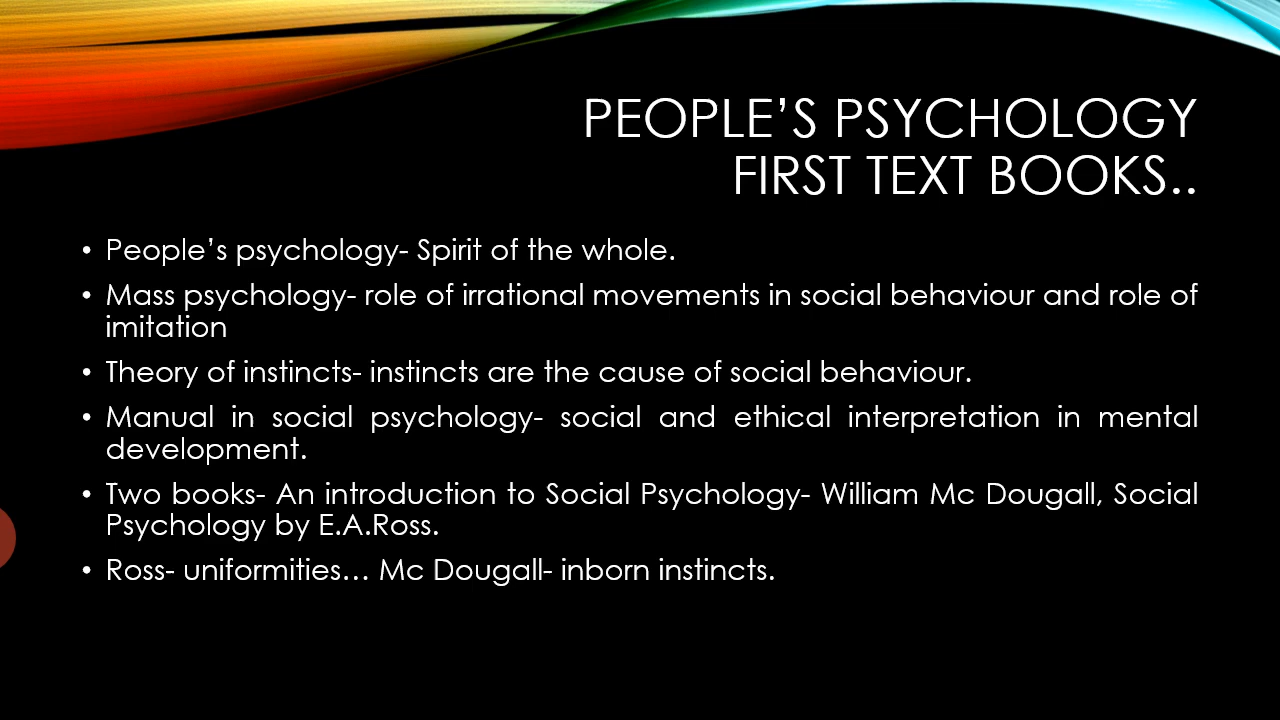 PEOPLE’S PSYCHOLOGY
FIRST TEXT BOOKS..
• People’s psychology- Spirit of the whole.
• Mass psychology- role of irrational movements in social behaviour and role of
imitation
• Theory of instincts- instincts are the cause of social behaviour.
• Manual in social psychology- social and ethical interpretation in mental
development.
• Two books- An introduction to Social Psychology- William Mc Dougall, Social
Psychology by E.A.Ross.
• Ross- uniformities… Mc Dougall- inborn instincts.